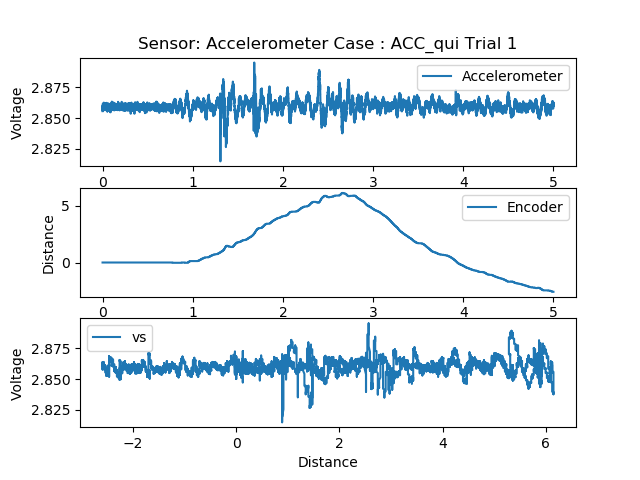 Sensor: Accelerometer Case : ACC_qui Trial 1
Voltage
2.875
2.850
2.825
Accelerometer
0 1 2 3 4 5
Distance
5
0
Encoder
0 1 2 3 4 5
Voltage
2.875
2.850
2.825
vs
−2 0 2 4 6
Distance